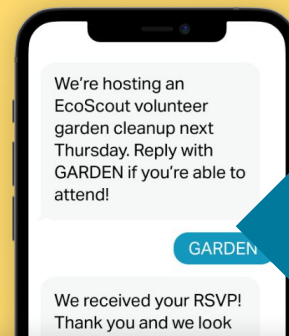 We're hosting an
EcoScout volunteer
garden cleanup next
Thursday. Reply with
GARDEN if you're able to
attend!
GARDEN
We received your RSVP!
Thank you and we look